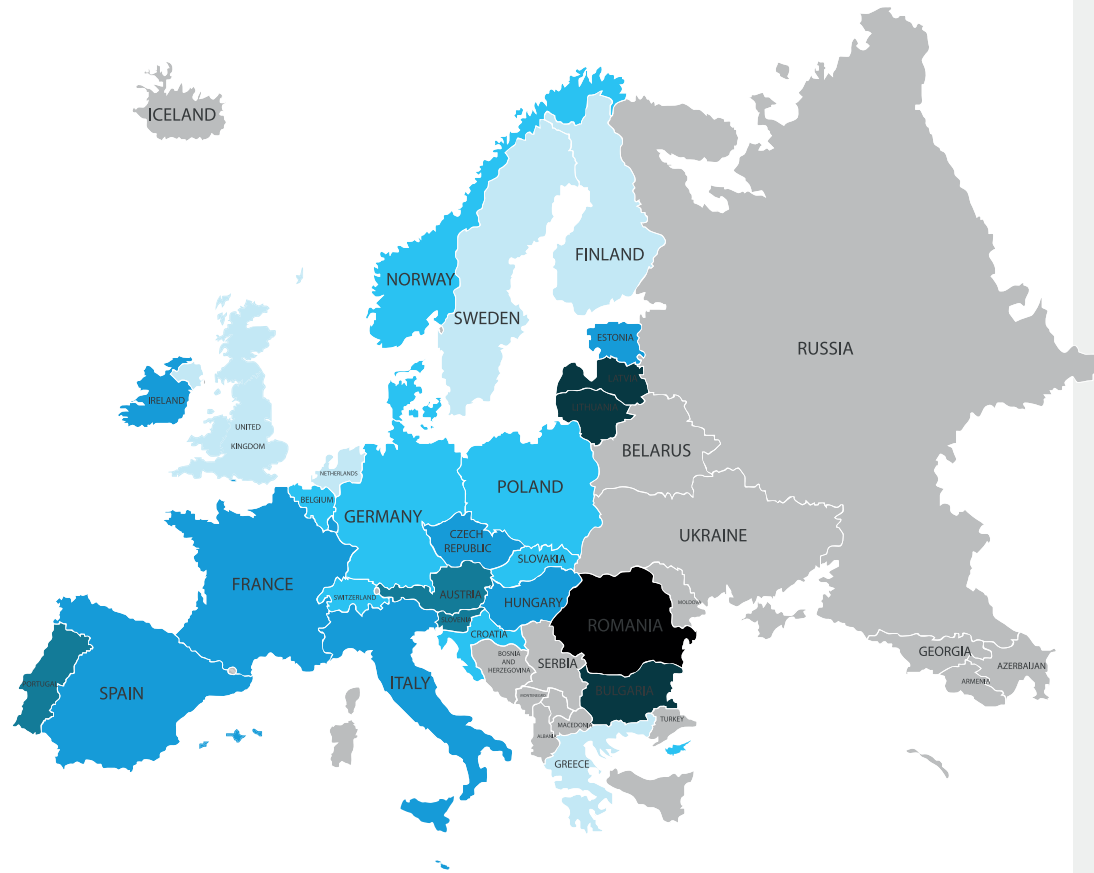 ICELAND
NORWAY
FINLAND
SWEDEN
ESTONIA
RUSSIA
LATVIA
IRELAND
LITHUANIA
UNITED
KINGDOM
BELARUS
NETHERLANDS
POLAND
BELGIUM
GERMANY
UKRAINE
CZECH
REPUBLIC
SLOVAKIA
FRANCE
SWITZERLAND
AUSTRIA
HUNGARY
MOLDOVA
SLOVENIA
ROMANIA
CROATIA
BOSNIA
AND
HERZEGOVINA
SERBIA
GEORGIA
AZERBAIJAN
ARMENIA
PORTUGAL
SPAIN
ITALY
BULGARIA
MONTENEGRO
TURKEY
MACEDONIA
ALBANIA
GREECE